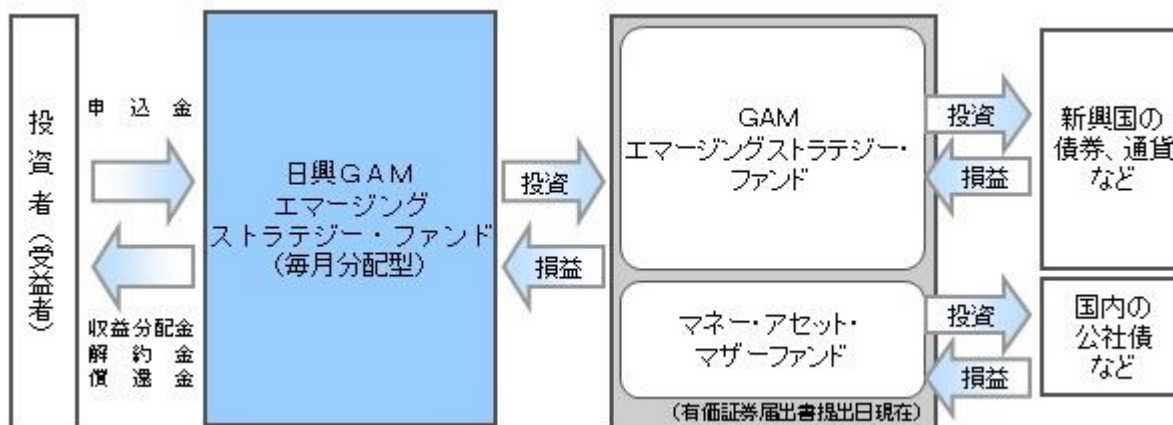 投資者（受益者）
申込金
収益分配金
解約金
償還金
日興ＧＡＭ
エマージング
ストラテジー・ファンド
（毎月分配型）
投資
損益
ＧＡＭ
エマージングストラテジー・
ファンド
マネー・アセット・
マザーファンド
（有価証券届出書提出日現在）
投資
損益
新興国の
債券、通貨
など
投資
損益
国内の
公社債
など